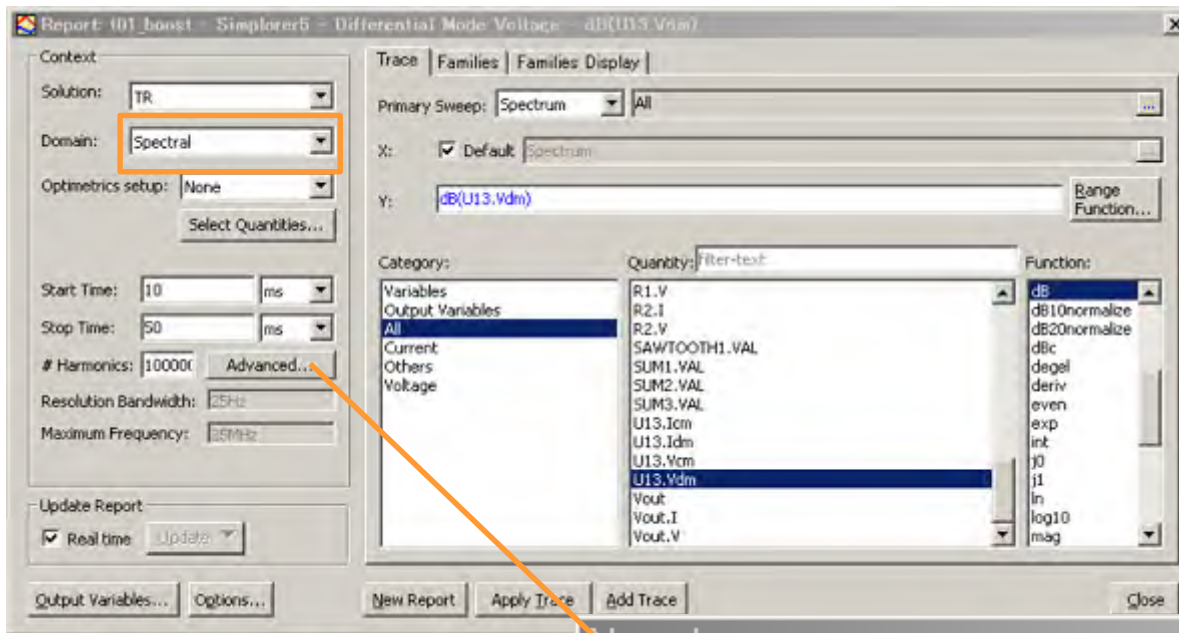 Report: t01_boost - Simplorer5 - Differential Mode Voltage - dB(U13.Vdm)
Context
Solution: TR
Domain: Spectral
Optimetrics setup: None
Select Quantities...
Start Time: 10 ms
Stop Time: 50 ms
# Harmonics: 100000 Advanced...
Resolution Bandwidth: 25Hz
Maximum Frequency: 25MHz
Update Report
Real time Update
Output Variables... Options...
Trace Families Families Display
Primary Sweep: Spectrum All ...
X: Default Spectrum ...
Y: dB(U13.Vdm)
Range
Function...
Category:
Variables
Output Variables
All
Current
Others
Voltage
Quantity: filter-text
R1.V
R2.I
R2.V
SAWTOOTH1.VAL
SUM1.VAL
SUM2.VAL
SUM3.VAL
U13.Icm
U13.Idm
U13.Vcm
U13.Vdm
Vout
Vout.I
Vout.V
Function:
dB
dB10normalize
dB20normalize
dBc
degel
deriv
even
exp
int
j0
j1
ln
log10
mag
New Report Apply Trace Add Trace Close